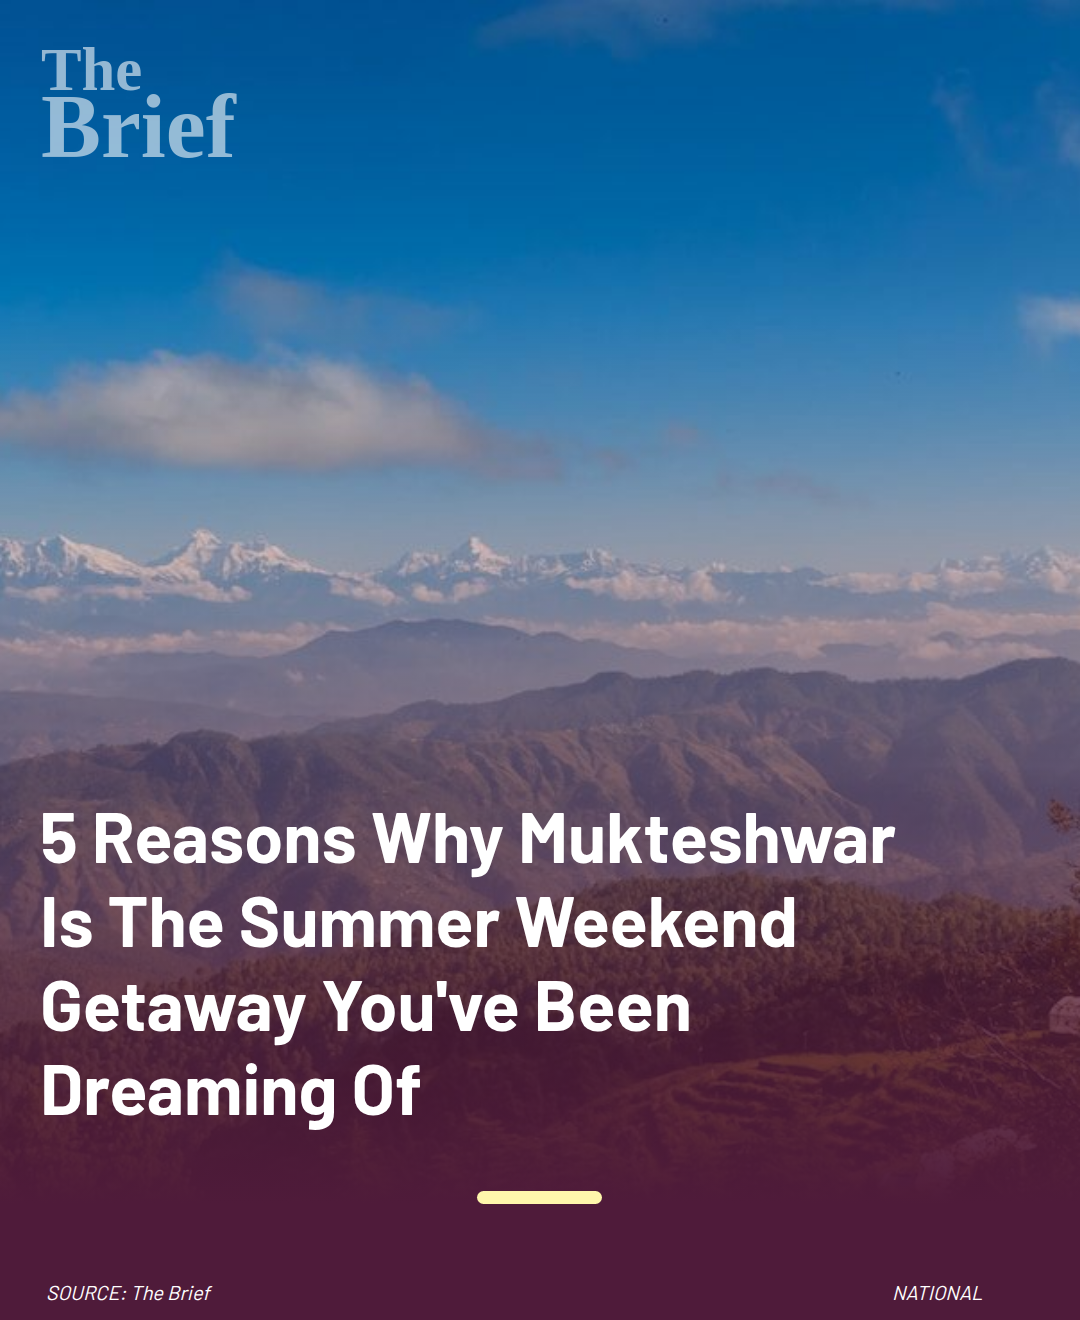 The
Brief
5 Reasons Why Mukteshwar
Is The Summer Weekend
Getaway You've Been
Dreaming Of
SOURCE: The Brief
NATIONAL